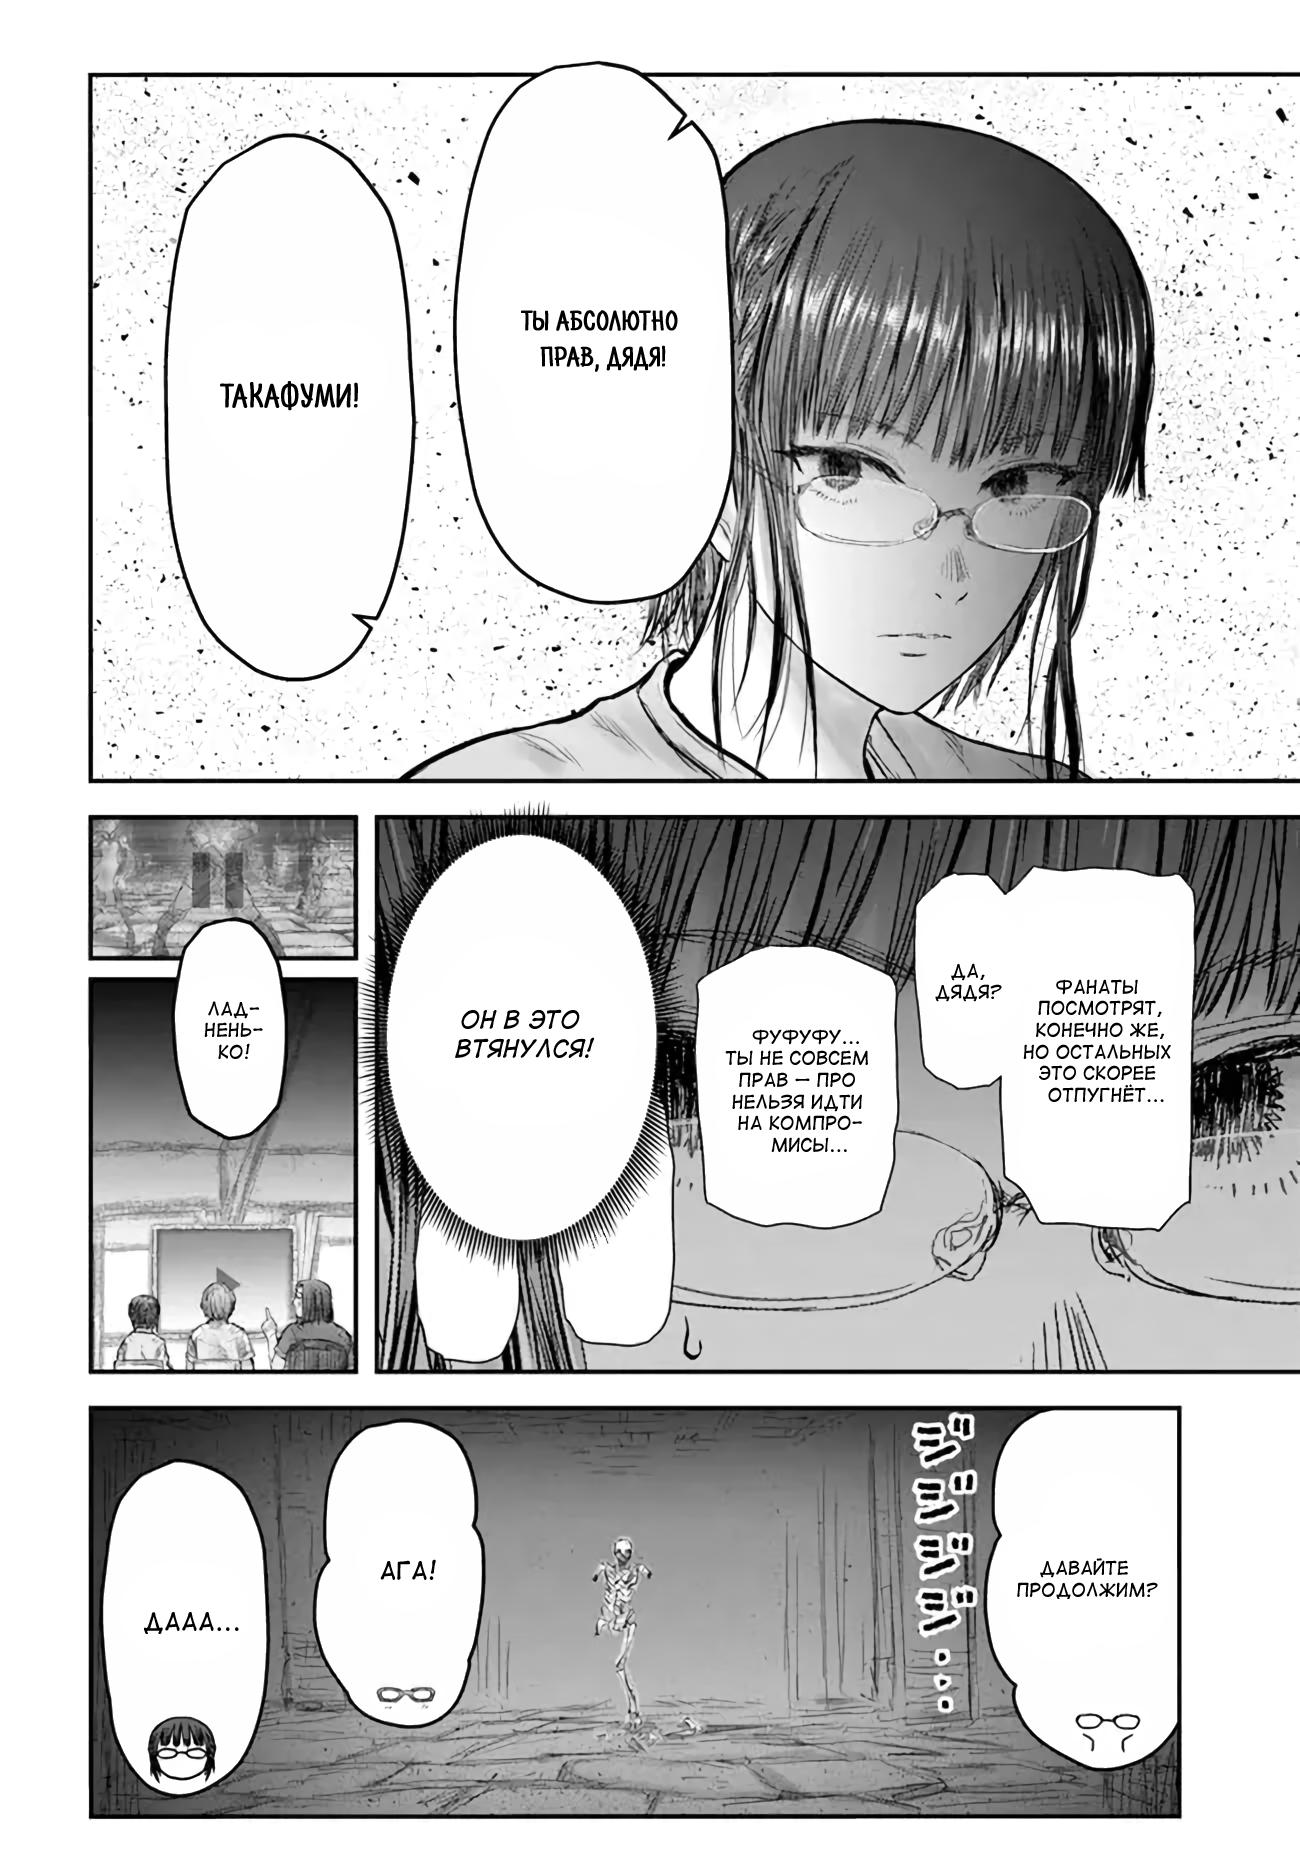 ТЫ АБСОЛЮТНО
ПРАВ, ДЯДЯ!
ТАКАФУМИ!
ФАНАТЫ
ПОСМОТРЯТ,
КОНЕЧНО ЖЕ,
НО ОСТАЛЬНЫХ
ЭТО СКОРЕЕ
ОТПУГНЁТ...
ДА,
ДЯДЯ?
ФУФУФУ...
ТЫ НЕ СОВСЕМ
ПРАВ – ПРО
НЕЛЬЗЯ ИДТИ
НА КОМПРО-
МИСЫ...
ОН В ЭТО
ВТЯНУЛСЯ!
ЛАД-
НЕНЬ-
КО!
ДАВАЙТЕ
ПРОДОЛЖИМ?
АГА!
ДААА...